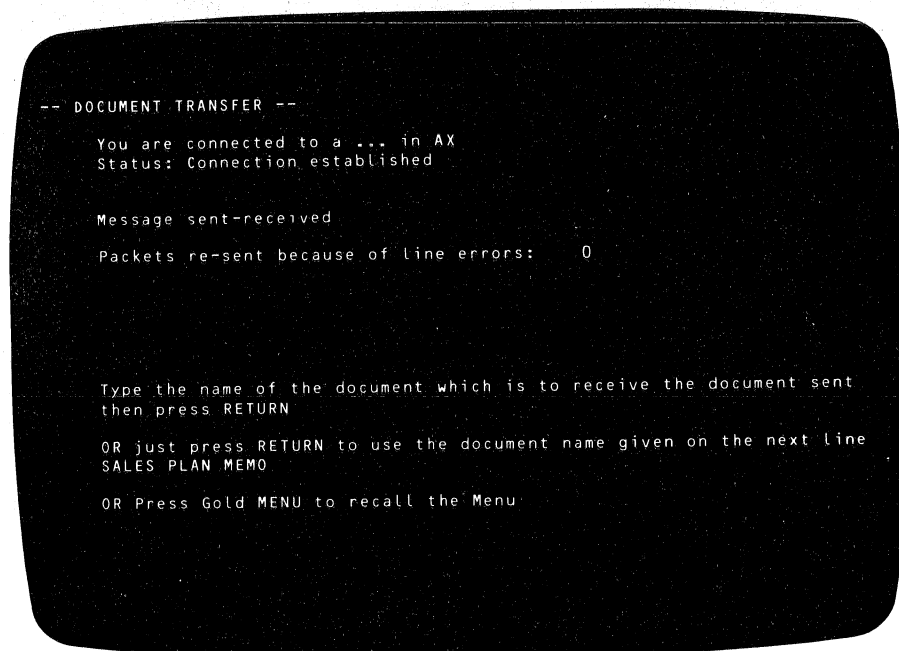 -- DOCUMENT TRANSFER --
You are connected to a ... in AX
Status: Connection established
Message sent-received
Packets re-sent because of line errors: 0
Type the name of the document which is to receive the document sent
then press RETURN
OR just press RETURN to use the document name given on the next line
SALES PLAN MEMO
OR Press Gold MENU to recall the Menu